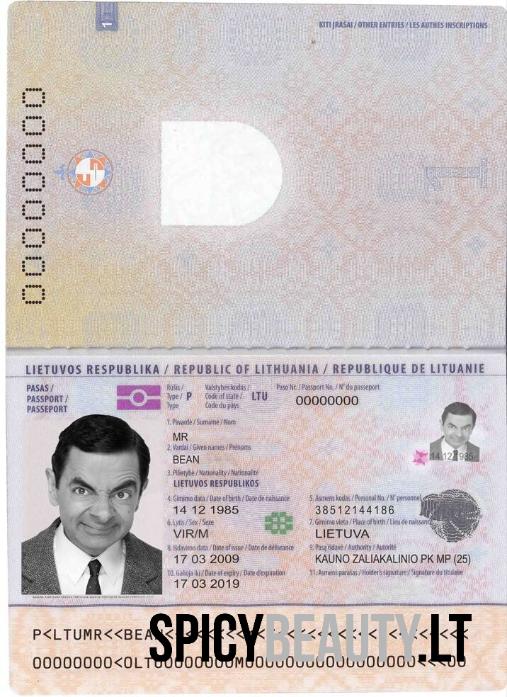 KITI ĮRAŠAI / OTHER ENTRIES / LES AUTRES INSCRIPTIONS
00000000
LIETUVOS RESPUBLIKA / REPUBLIC OF LITHUANIA / REPUBLIQUE DE LITUANIE
PASAS /
PASSPORT /
PASSEPORT
Rūšis / Valstybės kodas / Paso Nr. / Passport No. / N° du passeport
Type / P Code of state / LTU 00000000
Type Code du pays
1. Pavardė / Surname / Nom
MR
2. Vardai / Given names / Prénoms
BEAN
3. Pilietybė / Nationality / Nationalité
LIETUVOS RESPUBLIKOS
4. Gimimo data / Date of birth / Date de naissance 5. Asmens kodas / Personal No. / N° personnel
14 12 1985 38512144186
6. Lytis / Sex / Sexe 7. Gimimo vieta / Place of birth / Lieu de naissance
VIR/M LIETUVA
8. Išdavimo data / Date of issue / Date de délivrance 9. Pasą išdavė / Authority / Autorité
17 03 2009 KAUNO ZALIAKALINIO PK MP (25)
10. Galioja iki / Date of expiry / Date d'expiration 11. Asmens parašas / Holder's signature / Signature du titulaire
17 03 2019
14.12.1985
P<LTUMR<<BEA
SPICYBEAUTY.LT